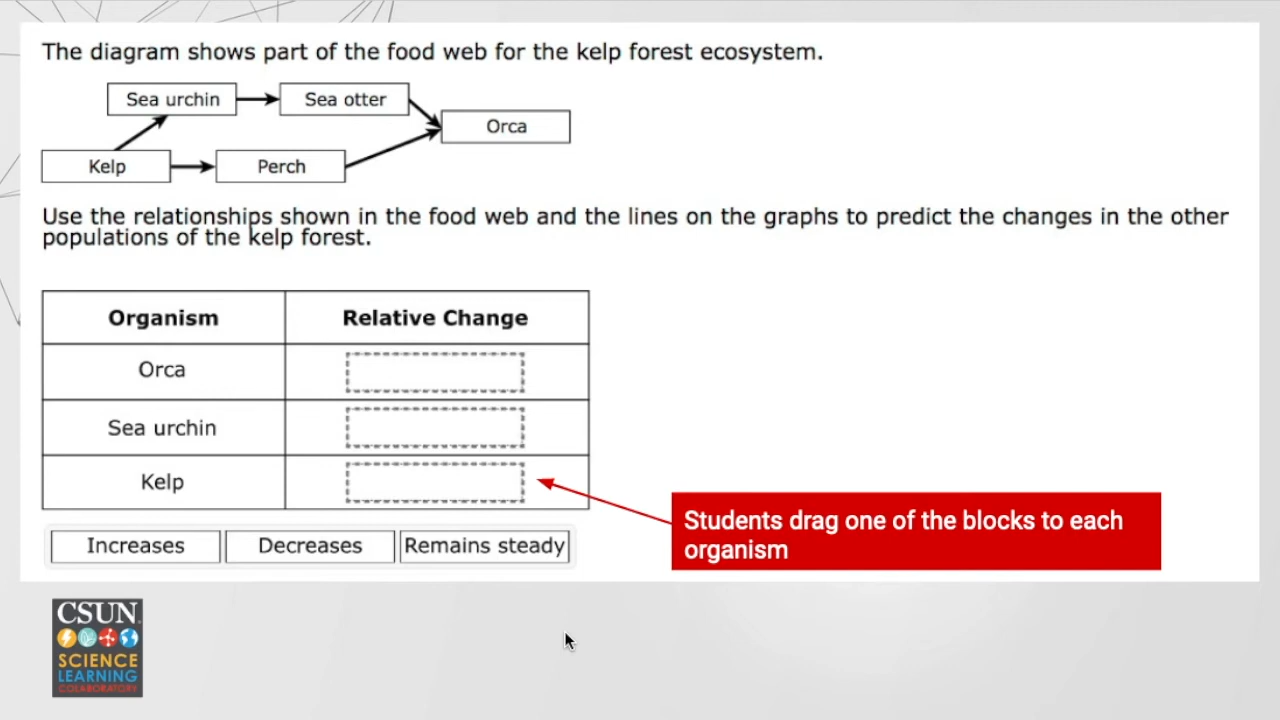 The diagram shows part of the food web for the kelp forest ecosystem.
Sea urchin
Sea otter
Orca
Kelp
Perch
Use the relationships shown in the food web and the lines on the graphs to predict the changes in the other
populations of the kelp forest.
Organism
Relative Change
Orca
Sea urchin
Kelp
Students drag one of the blocks to each
organism
Increases
Decreases
Remains steady
CSUN
SCIENCE
LEARNING
COLABORATORY